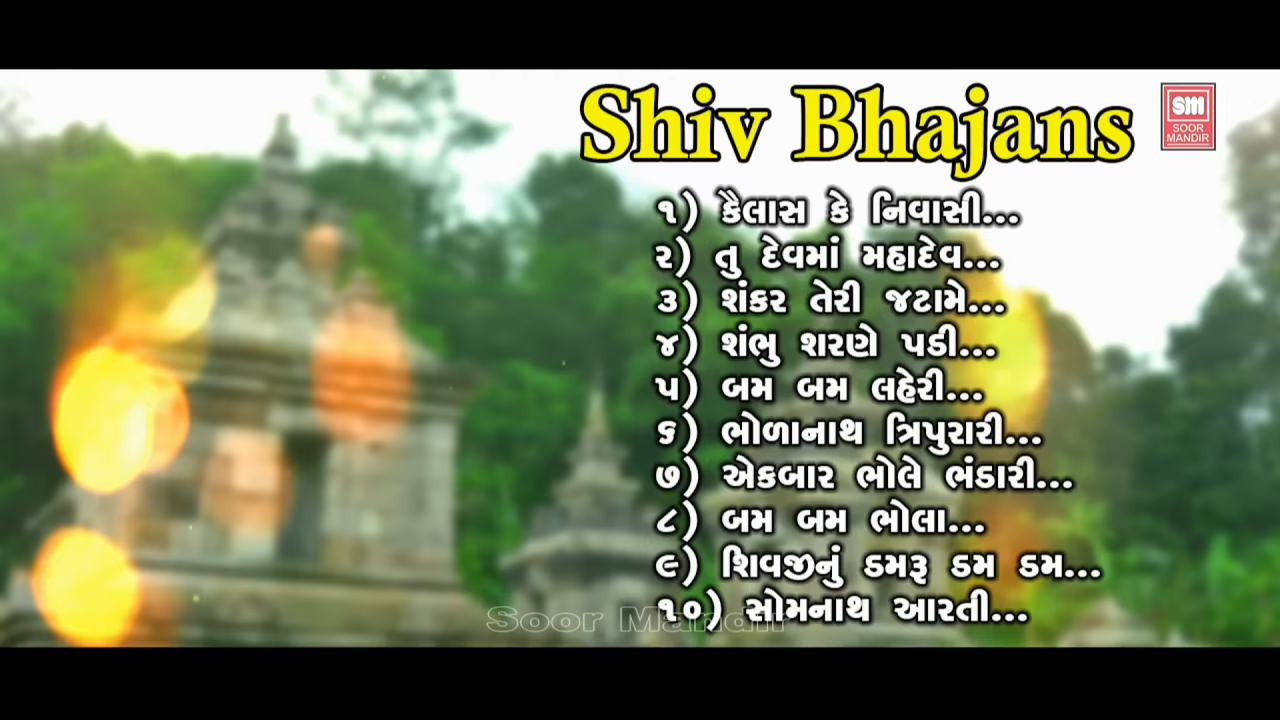 Shiv Bhajans
SM
SOOR
MANDIR
૧) કૈલાસ કે નિવાસી...
૨) તુ દેવમાં મહાદેવ...
૩) શંકર તેરી જટામે...
૪) શંભુ શરણે પડી...
૫) બમ બમ લહેરી...
૬) ભોળાનાથ ત્રિપુરારી...
૭) એકબાર ભોલે ભંડારી...
૮) બમ બમ ભોલા...
૯) શિવજીનું ડમરૂ ડમ ડમ...
૧૦) સોમનાથ આરતી...
Soor Mandir